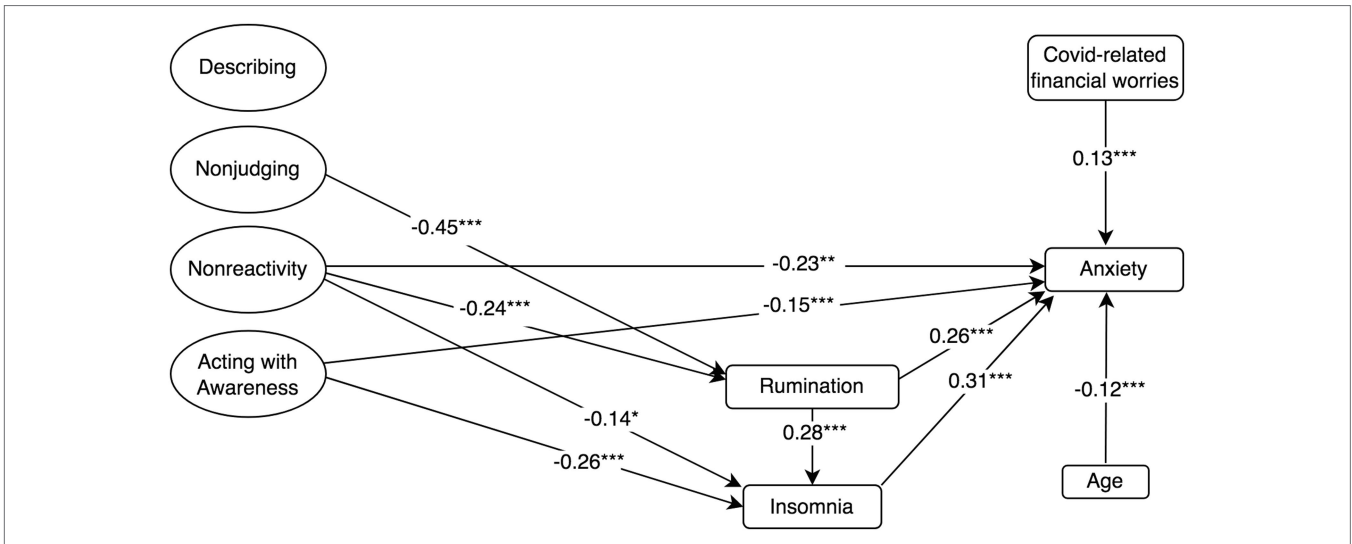 Describing
Covid-related
financial worries
Nonjudging
0.13***
-0.45***
Nonreactivity
-0.23**
Anxiety
-0.24***
-0.15***
0.26***
Acting with
Awareness
Rumination
0.31***
-0.12***
-0.14*
0.28***
-0.26***
Age
Insomnia